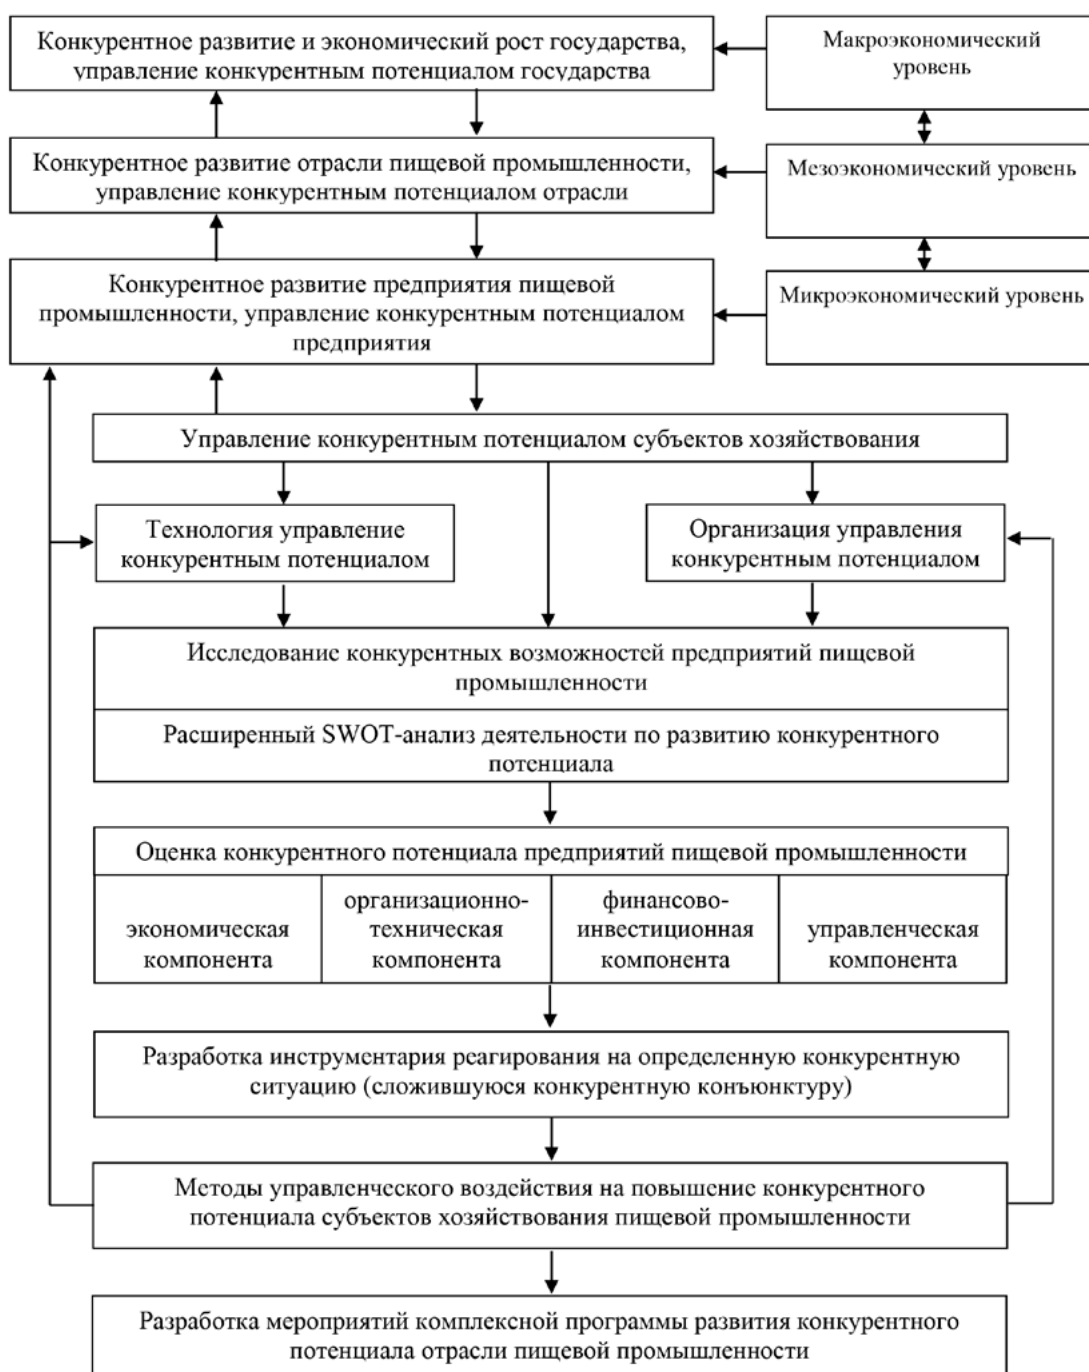 Конкурентное развитие и экономический рост государства,
управление конкурентным потенциалом государства
Макроэкономический
уровень
Конкурентное развитие отрасли пищевой промышленности,
управление конкурентным потенциалом отрасли
Мезоэкономический уровень
Конкурентное развитие предприятия пищевой
промышленности, управление конкурентным потенциалом
предприятия
Микроэкономический уровень
Управление конкурентным потенциалом субъектов хозяйствования
Технология управление
конкурентным потенциалом
Организация управления
конкурентным потенциалом
Исследование конкурентных возможностей предприятий пищевой
промышленности
Расширенный SWOT-анализ деятельности по развитию конкурентного
потенциала
Оценка конкурентного потенциала предприятий пищевой промышленности
экономическая
компонента
организационно-
техническая
компонента
финансово-
инвестиционная
компонента
управленческая
компонента
Разработка инструментария реагирования на определенную конкурентную
ситуацию (сложившуюся конкурентную конъюнктуру)
Методы управленческого воздействия на повышение конкурентного
потенциала субъектов хозяйствования пищевой промышленности
Разработка мероприятий комплексной программы развития конкурентного
потенциала отрасли пищевой промышленности